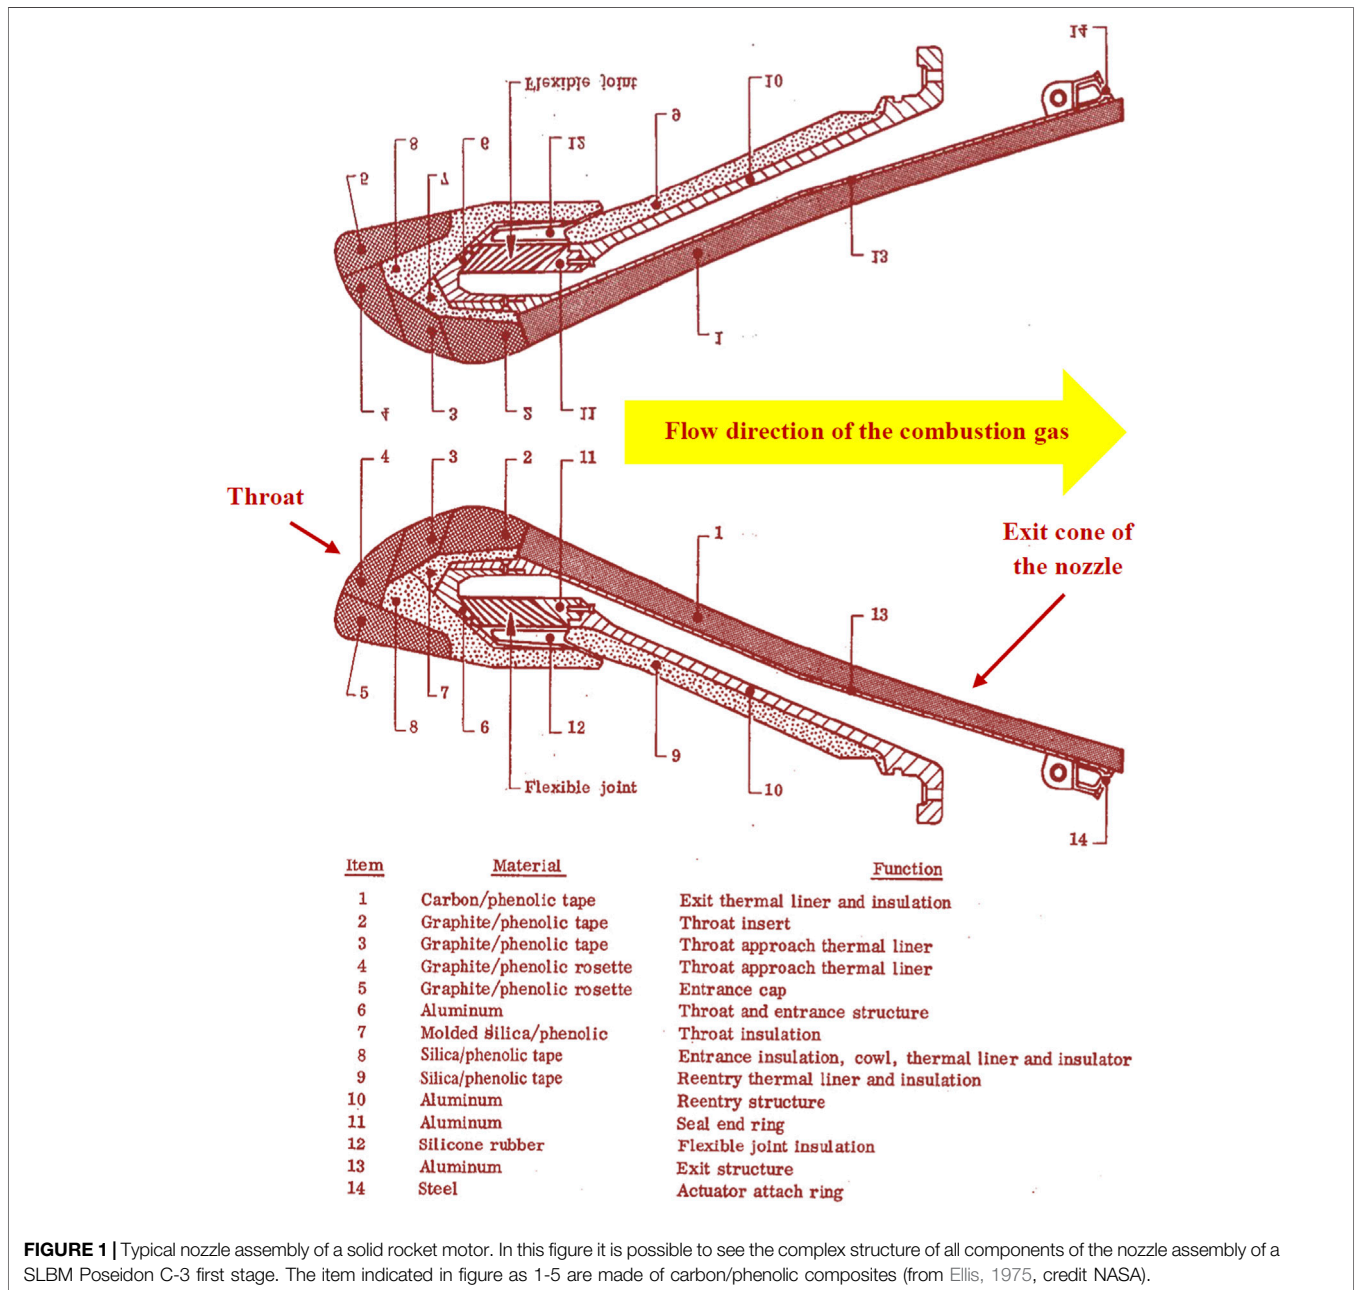 14
Flexible joint
10
9
12
6
8
7
5
13
1
4
3
2
11
Flow direction of the combustion gas
4
3
2
11
Throat
1
Exit cone of
the nozzle
13
5
7
8
6
12
9
Flexible joint
10
14
Item Material Function
1 Carbon/phenolic tape Exit thermal liner and insulation
2 Graphite/phenolic tape Throat insert
3 Graphite/phenolic tape Throat approach thermal liner
4 Graphite/phenolic rosette Throat approach thermal liner
5 Graphite/phenolic rosette Entrance cap
6 Aluminum Throat and entrance structure
7 Molded Silica/phenolic Throat insulation
8 Silica/phenolic tape Entrance insulation, cowl, thermal liner and insulator
9 Silica/phenolic tape Reentry thermal liner and insulation
10 Aluminum Reentry structure
11 Aluminum Seal end ring
12 Silicone rubber Flexible joint insulation
13 Aluminum Exit structure
14 Steel Actuator attach ring
FIGURE 1 | Typical nozzle assembly of a solid rocket motor. In this figure it is possible to see the complex structure of all components of the nozzle assembly of a
SLBM Poseidon C-3 first stage. The item indicated in figure as 1-5 are made of carbon/phenolic composites (from Ellis, 1975, credit NASA).